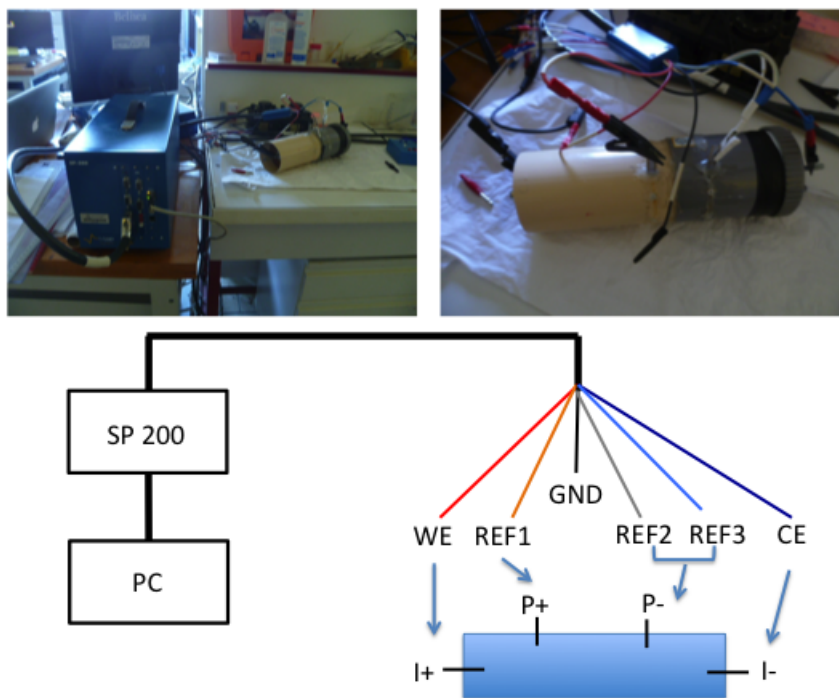 SP 200
GND
WE REF1 REF2 REF3 CE
PC
P+ P-
I+ I-